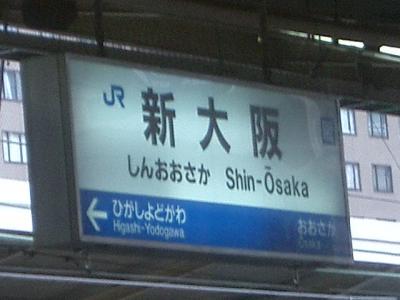 JR 新大阪
しんおおさか Shin-Ōsaka
ひがしよどがわ おおさか
Higashi-Yodogawa Ōsaka